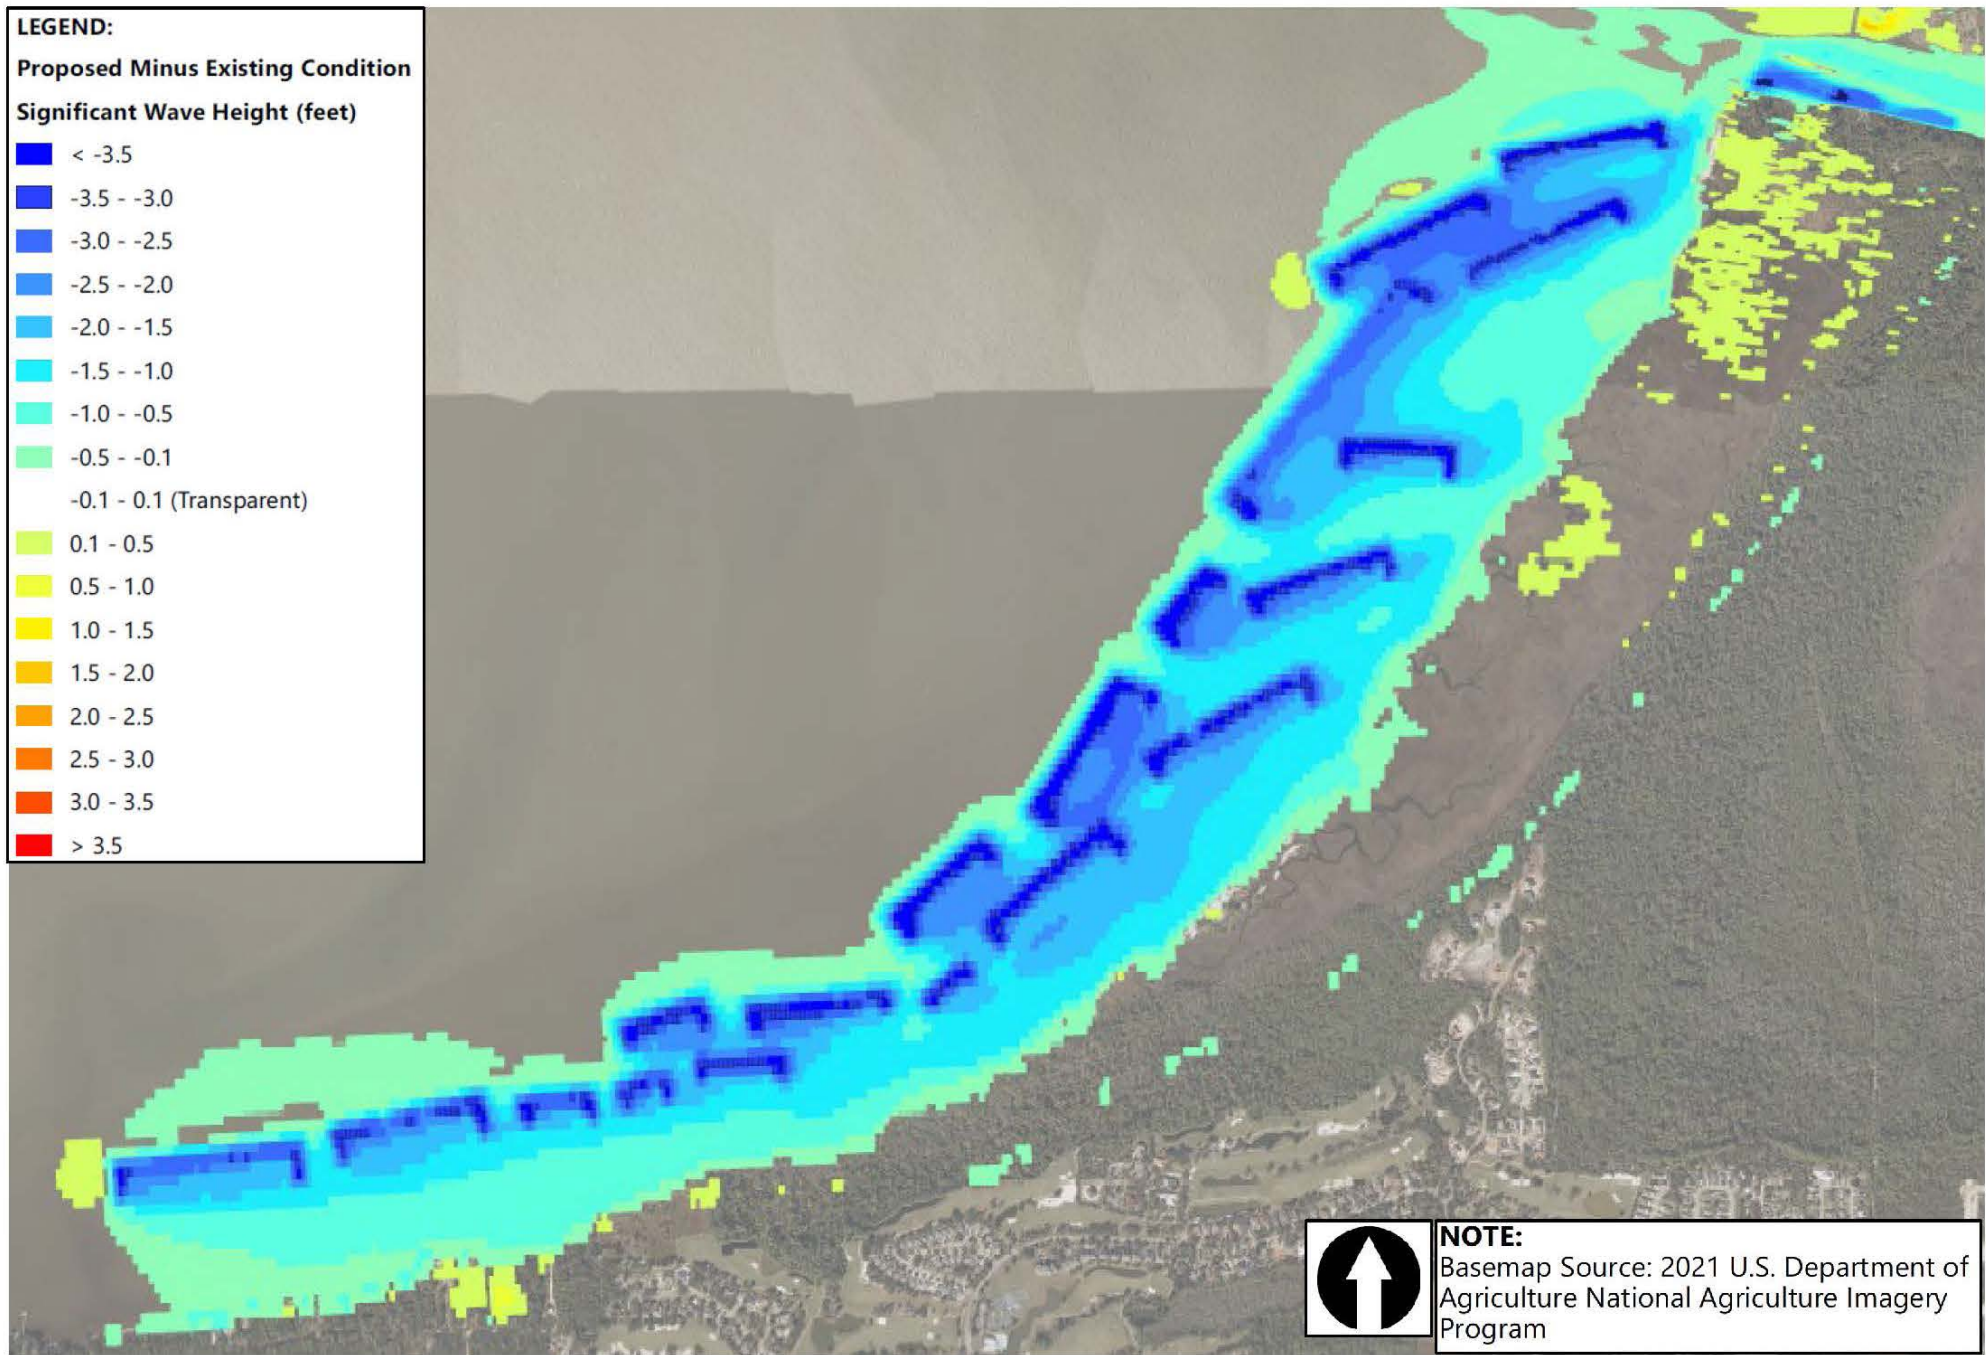 LEGEND:
Proposed Minus Existing Condition
Significant Wave Height (feet)
< -3.5
-3.5 - -3.0
-3.0 - -2.5
-2.5 - -2.0
-2.0 - -1.5
-1.5 - -1.0
-1.0 - -0.5
-0.5 - -0.1
-0.1 - 0.1 (Transparent)
0.1 - 0.5
0.5 - 1.0
1.0 - 1.5
1.5 - 2.0
2.0 - 2.5
2.5 - 3.0
3.0 - 3.5
> 3.5
NOTE:
Basemap Source: 2021 U.S. Department of
Agriculture National Agriculture Imagery
Program